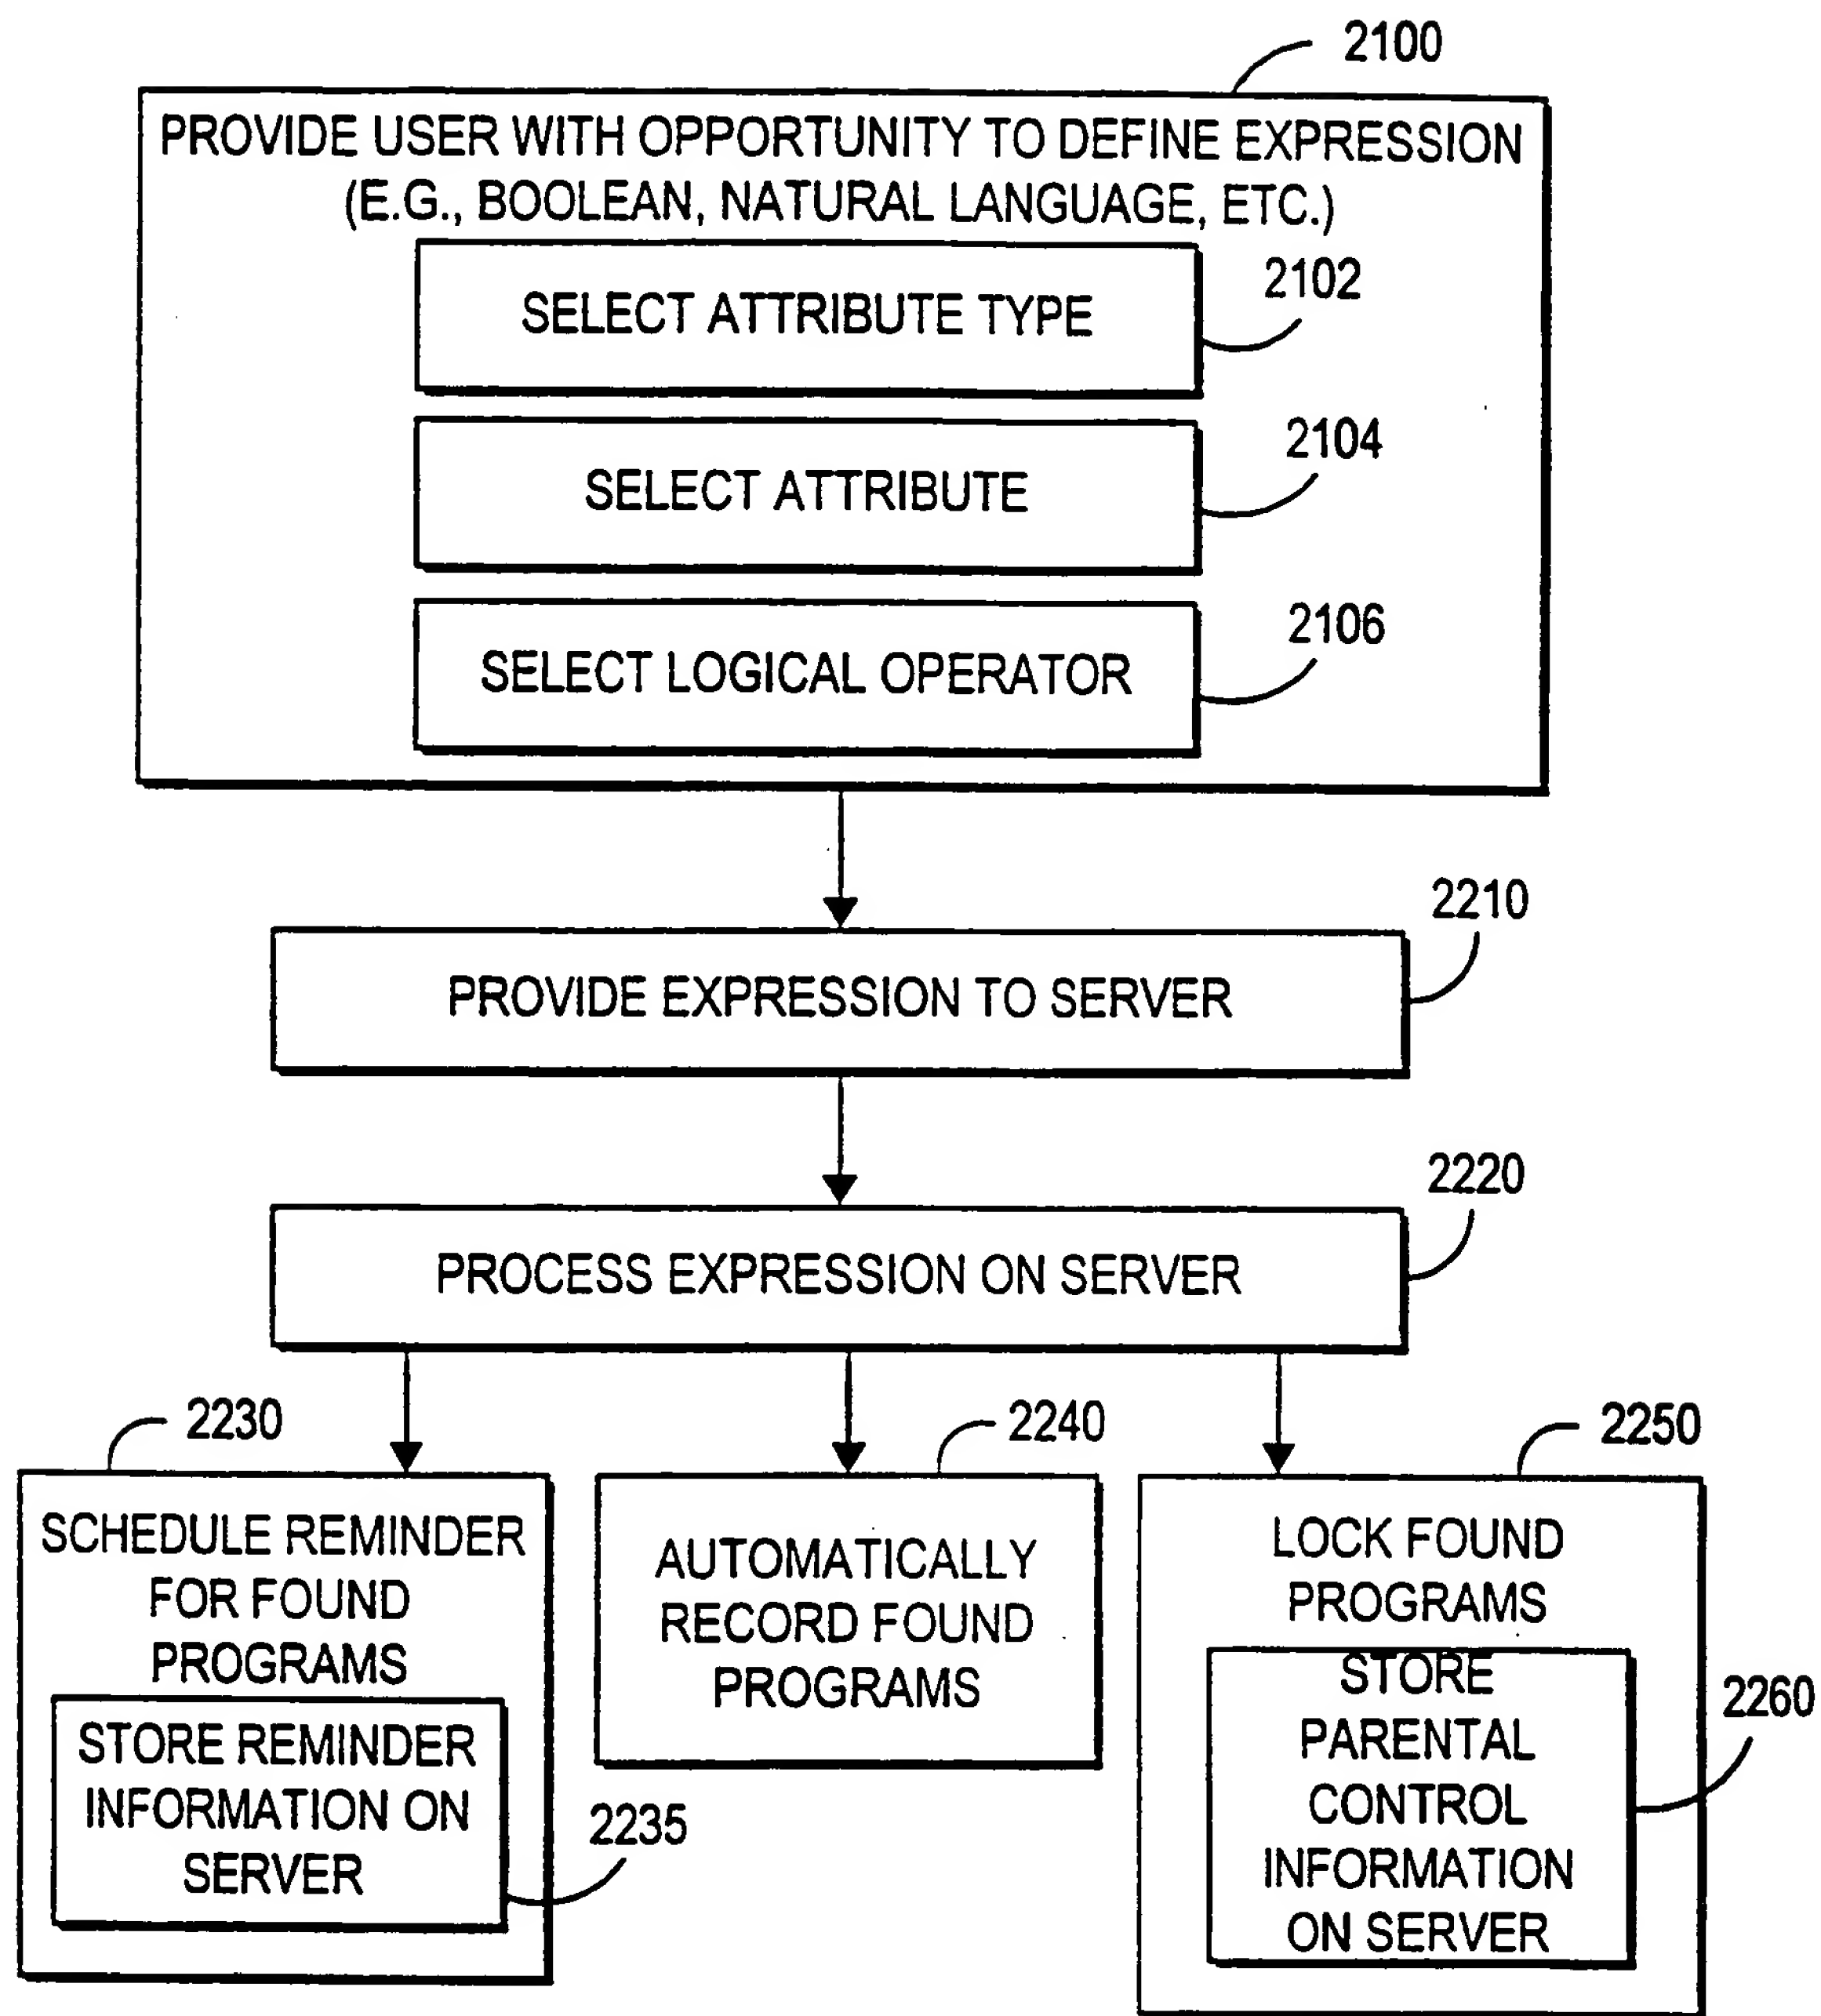 2100
PROVIDE USER WITH OPPORTUNITY TO DEFINE EXPRESSION
(E.G., BOOLEAN, NATURAL LANGUAGE, ETC.)
SELECT ATTRIBUTE TYPE
2102
SELECT ATTRIBUTE
2104
SELECT LOGICAL OPERATOR
2106
2210
PROVIDE EXPRESSION TO SERVER
2220
PROCESS EXPRESSION ON SERVER
2230
SCHEDULE REMINDER
FOR FOUND
PROGRAMS
STORE REMINDER
INFORMATION ON
SERVER
2235
2240
AUTOMATICALLY
RECORD FOUND
PROGRAMS
2250
LOCK FOUND
PROGRAMS
STORE
PARENTAL
CONTROL
INFORMATION
ON SERVER
2260